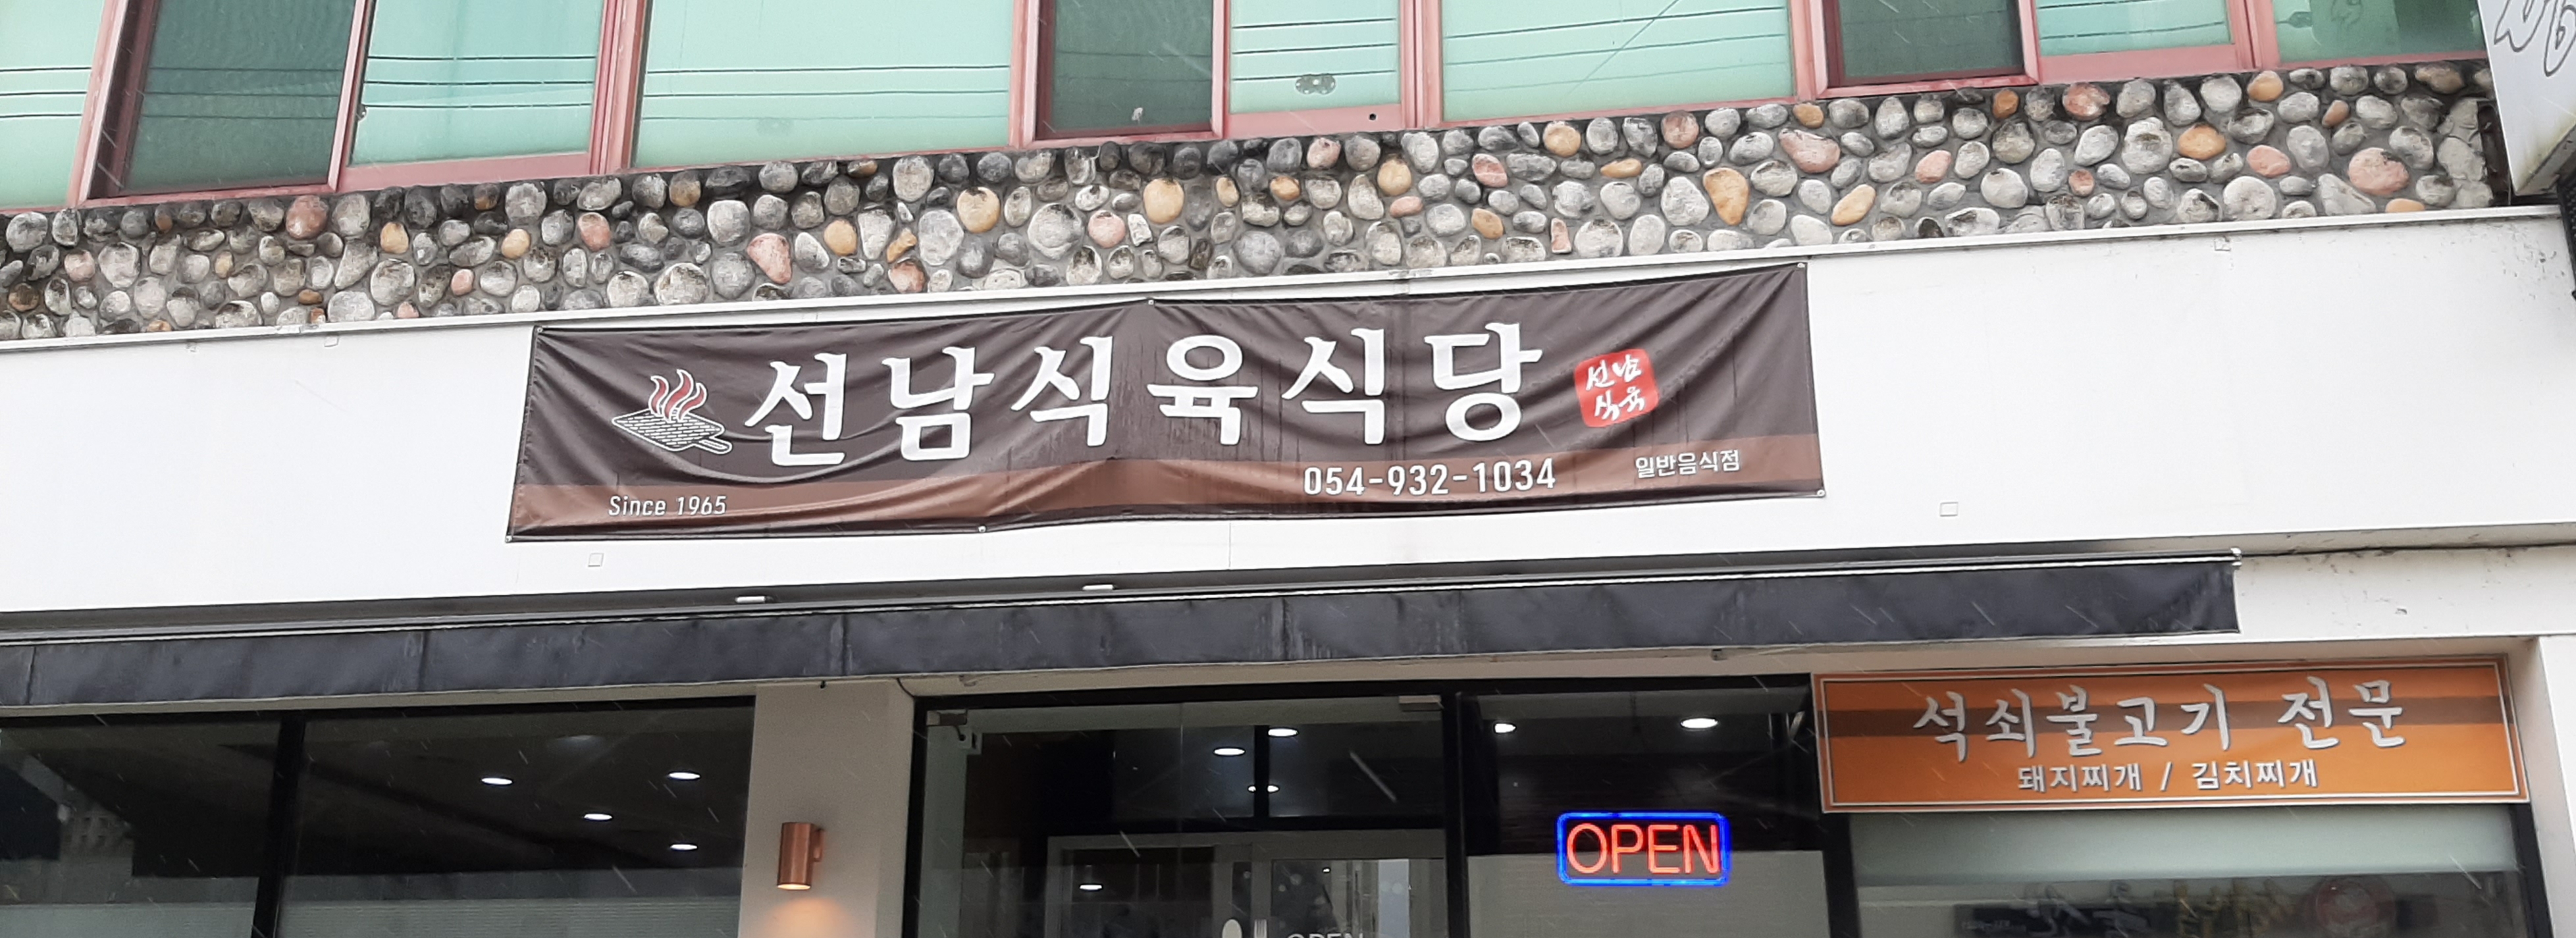 선남식육식당
선남
식육
054-932-1034
일반음식점
Since 1965
석쇠불고기 전문
돼지찌개 / 김치찌개
OPEN
OPEN